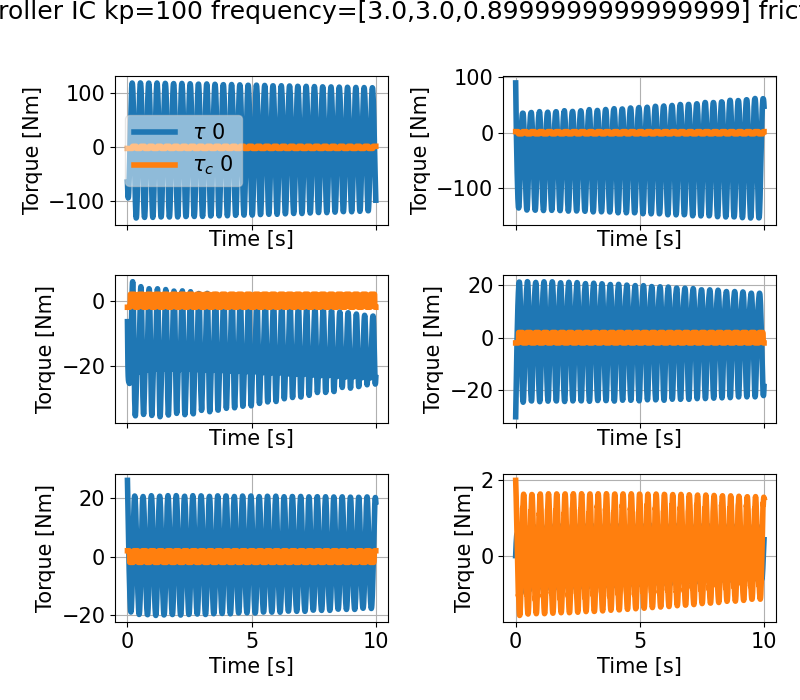 roller IC kp=100 frequency=[3.0,3.0,0.8999999999999999] fric
100
0
−100
Torque [Nm]
τ 0
τc 0
Time [s]
100
0
−100
Torque [Nm]
Time [s]
0
−20
Torque [Nm]
Time [s]
20
0
−20
Torque [Nm]
Time [s]
20
0
−20
Torque [Nm]
0 5 10
Time [s]
2
0
Torque [Nm]
0 5 10
Time [s]